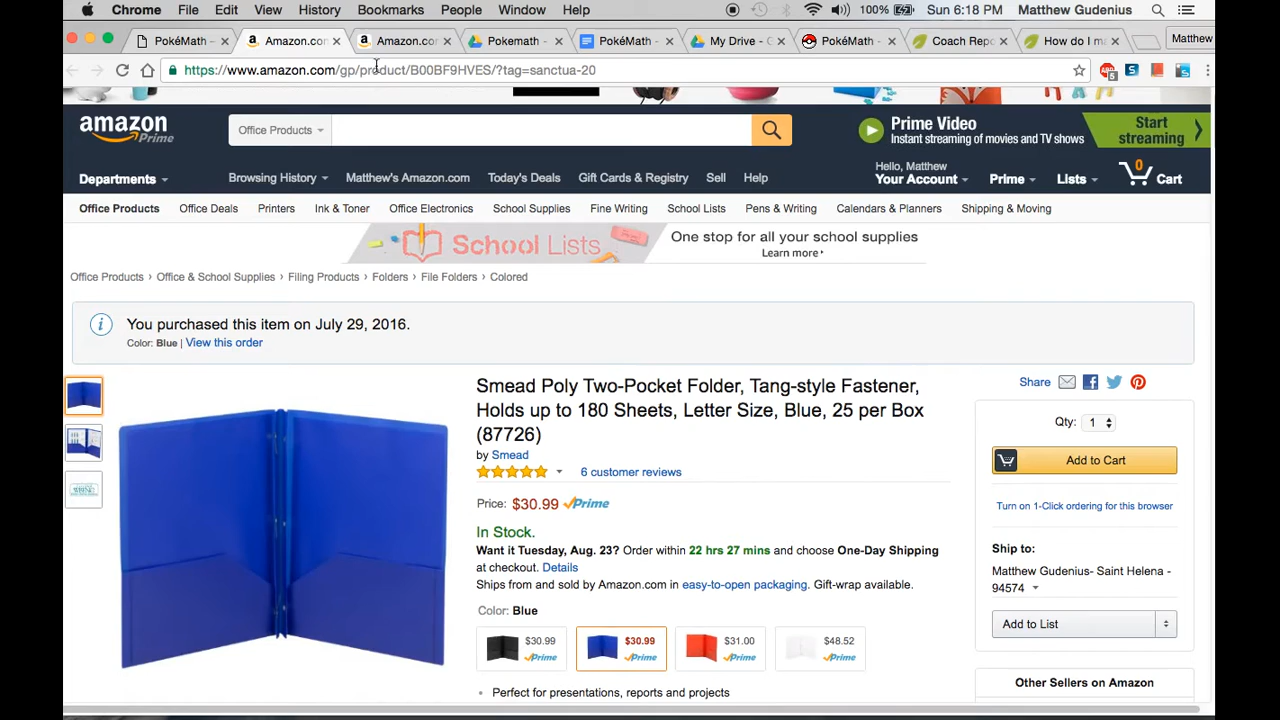 Chrome File Edit View History Bookmarks People Window Help 100% Sun 6:18 PM Matthew Gudenius
PokéMath – Amazon.con Amazon.con Pokemath - PokéMath - My Drive - G PokéMath - Coach Repo How do I ma Matthew
https://www.amazon.com/gp/product/B00BF9HVES/?tag=sanctua-20
5
amazon Prime
Office Products
Prime Video
Instant streaming of movies and TV shows
Start streaming
Departments
Browsing History Matthew's Amazon.com Today's Deals Gift Cards & Registry Sell Help
Hello, Matthew
Your Account Prime Lists 0 Cart
Office Products Office Deals Printers Ink & Toner Office Electronics School Supplies Fine Writing School Lists Pens & Writing Calendars & Planners Shipping & Moving
School Lists
One stop for all your school supplies
Learn more
Office Products › Office & School Supplies › Filing Products › Folders › File Folders › Colored
i
You purchased this item on July 29, 2016.
Color: Blue | View this order
Smead Poly Two-Pocket Folder, Tang-style Fastener,
Holds up to 180 Sheets, Letter Size, Blue, 25 per Box
(87726)
by Smead
6 customer reviews
Price: $30.99 Prime
In Stock.
Want it Tuesday, Aug. 23? Order within 22 hrs 27 mins and choose One-Day Shipping
at checkout. Details
Ships from and sold by Amazon.com in easy-to-open packaging. Gift-wrap available.
Color: Blue
$30.99 Prime
$30.99 Prime
$31.00 Prime
$48.52 Prime
• Perfect for presentations, reports and projects
Share
Qty: 1
Add to Cart
Turn on 1-Click ordering for this browser
Ship to:
Matthew Gudenius- Saint Helena -
94574
Add to List
Other Sellers on Amazon